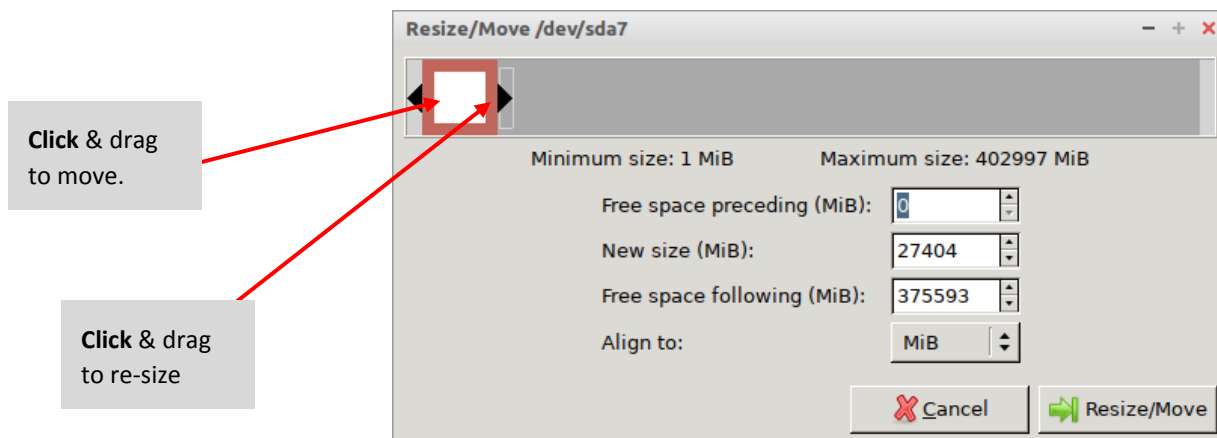 Resize/Move /dev/sda7
Click & drag
to move.
Minimum size: 1 MiB Maximum size: 402997 MiB
Free space preceding (MiB): 0
New size (MiB): 27404
Free space following (MiB): 375593
Align to: MiB
Click & drag
to re-size
Cancel Resize/Move